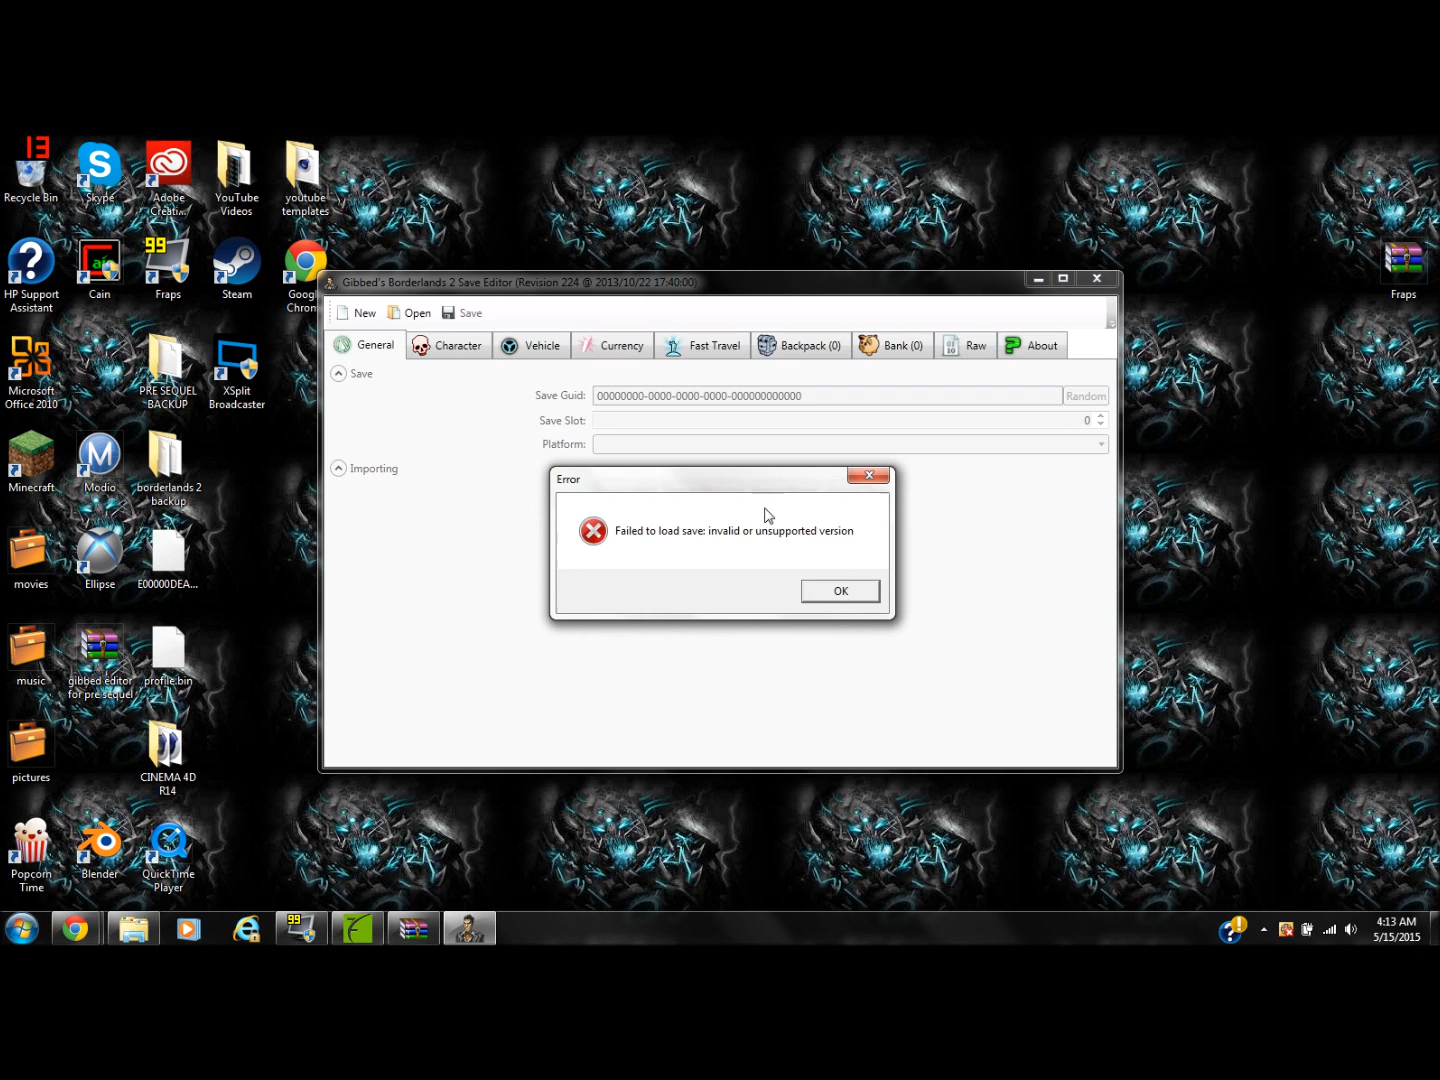 13
Recycle Bin
Skype
Adobe
Creati...
YouTube
Videos
youtube
templates
HP Support
Assistant
Cain
99
Fraps
Steam
Googl
Chron
Fraps
Gibbed's Borderlands 2 Save Editor (Revision 224 @ 2013/10/22 17:40:00)
New Open Save
General Character Vehicle Currency Fast Travel Backpack (0) Bank (0) Raw About
Save
Save Guid: 00000000-0000-0000-0000-000000000000 Random
Save Slot: 0
Platform:
Importing
Error
Failed to load save: invalid or unsupported version
OK
Microsoft
Office 2010
PRE SEQUEL
BACKUP
XSplit
Broadcaster
Minecraft
Modio
borderlands 2
backup
movies
Ellipse
E00000DEA...
music
gibbed editor
for pre sequel
profile.bin
pictures
CINEMA 4D
R14
Popcorn
Time
Blender
QuickTime
Player
99
4:13 AM
5/15/2015